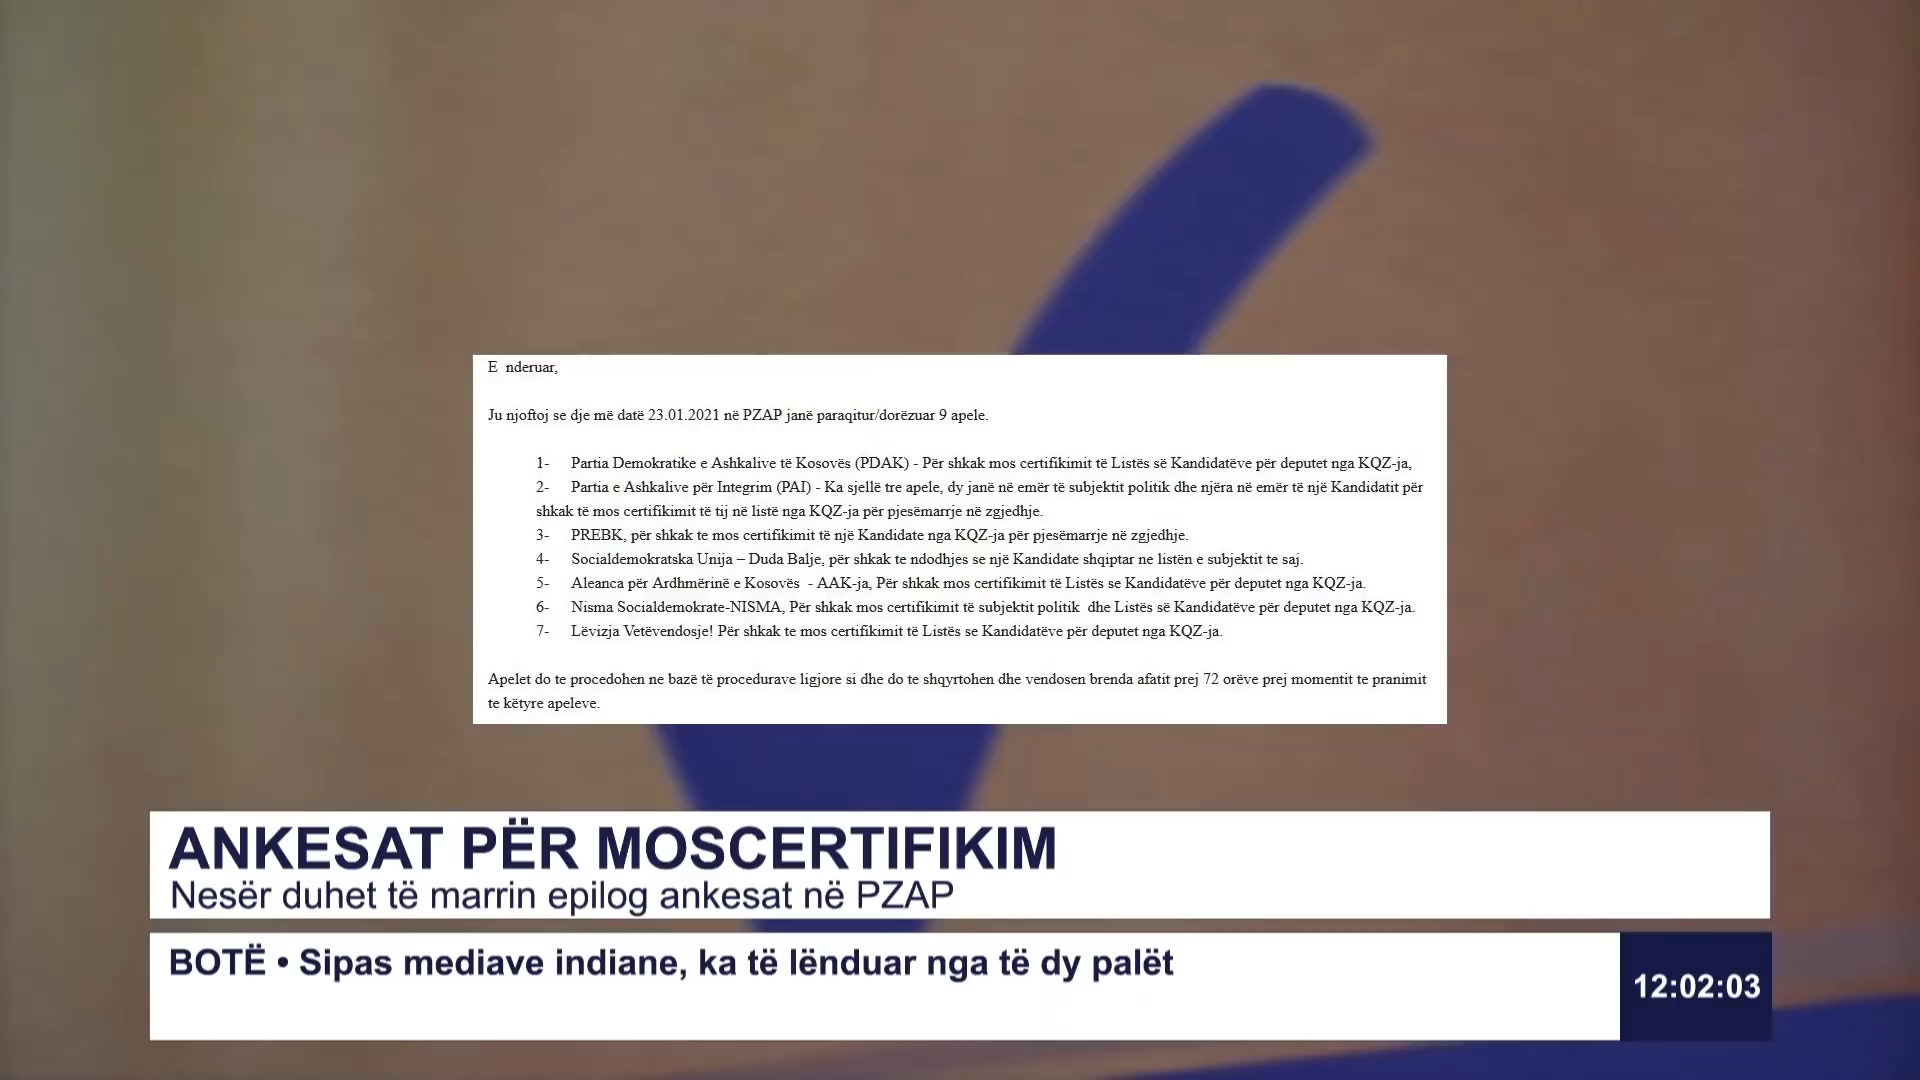 E nderuar,
Ju njoftoj se dje më datë 23.01.2021 në PZAP janë paraqitur/dorëzuar 9 apele.
1- Partia Demokratike e Ashkalive të Kosovës (PDAK) - Për shkak mos certifikimit të Listës së Kandidatëve për deputet nga KQZ-ja,
2- Partia e Ashkalive për Integrim (PAI) - Ka sjellë tre apele, dy janë në emër të subjektit politik dhe njëra në emër të një Kandidatit për
shkak të mos certifikimit të tij në listë nga KQZ-ja për pjesëmarrje në zgjedhje.
3- PREBK, për shkak te mos certifikimit të një Kandidate nga KQZ-ja për pjesëmarrje në zgjedhje.
4- Socialdemokratska Unija – Duda Balje, për shkak te ndodhjes se një Kandidate shqiptar ne listën e subjektit te saj.
5- Aleanca për Ardhmërinë e Kosovës - AAK-ja, Për shkak mos certifikimit të Listës se Kandidatëve për deputet nga KQZ-ja.
6- Nisma Socialdemokrate-NISMA, Për shkak mos certifikimit të subjektit politik dhe Listës së Kandidatëve për deputet nga KQZ-ja.
7- Lëvizja Vetëvendosje! Për shkak te mos certifikimit të Listës se Kandidatëve për deputet nga KQZ-ja.
Apelet do te procedohen ne bazë të procedurave ligjore si dhe do te shqyrtohen dhe vendosen brenda afatit prej 72 orëve prej momentit te pranimit
te këtyre apeleve.
ANKESAT PËR MOSCERTIFIKIM
Nesër duhet të marrin epilog ankesat në PZAP
BOTË • Sipas mediave indiane, ka të lënduar nga të dy palët
12:02:03